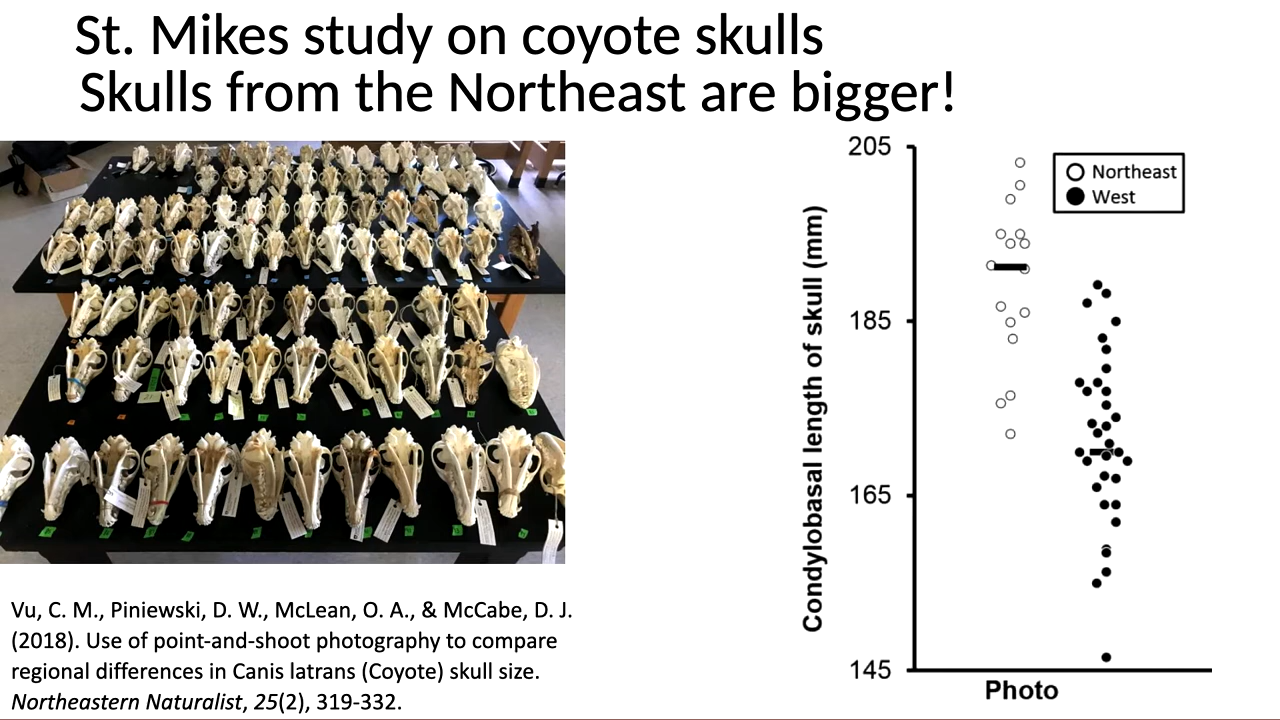 St. Mikes study on coyote skulls
Skulls from the Northeast are bigger!
205
Northeast
West
185
165
145
Condylobasal length of skull (mm)
Photo
Vu, C. M., Piniewski, D. W., McLean, O. A., & McCabe, D. J.
(2018). Use of point-and-shoot photography to compare
regional differences in Canis latrans (Coyote) skull size.
Northeastern Naturalist, 25(2), 319-332.